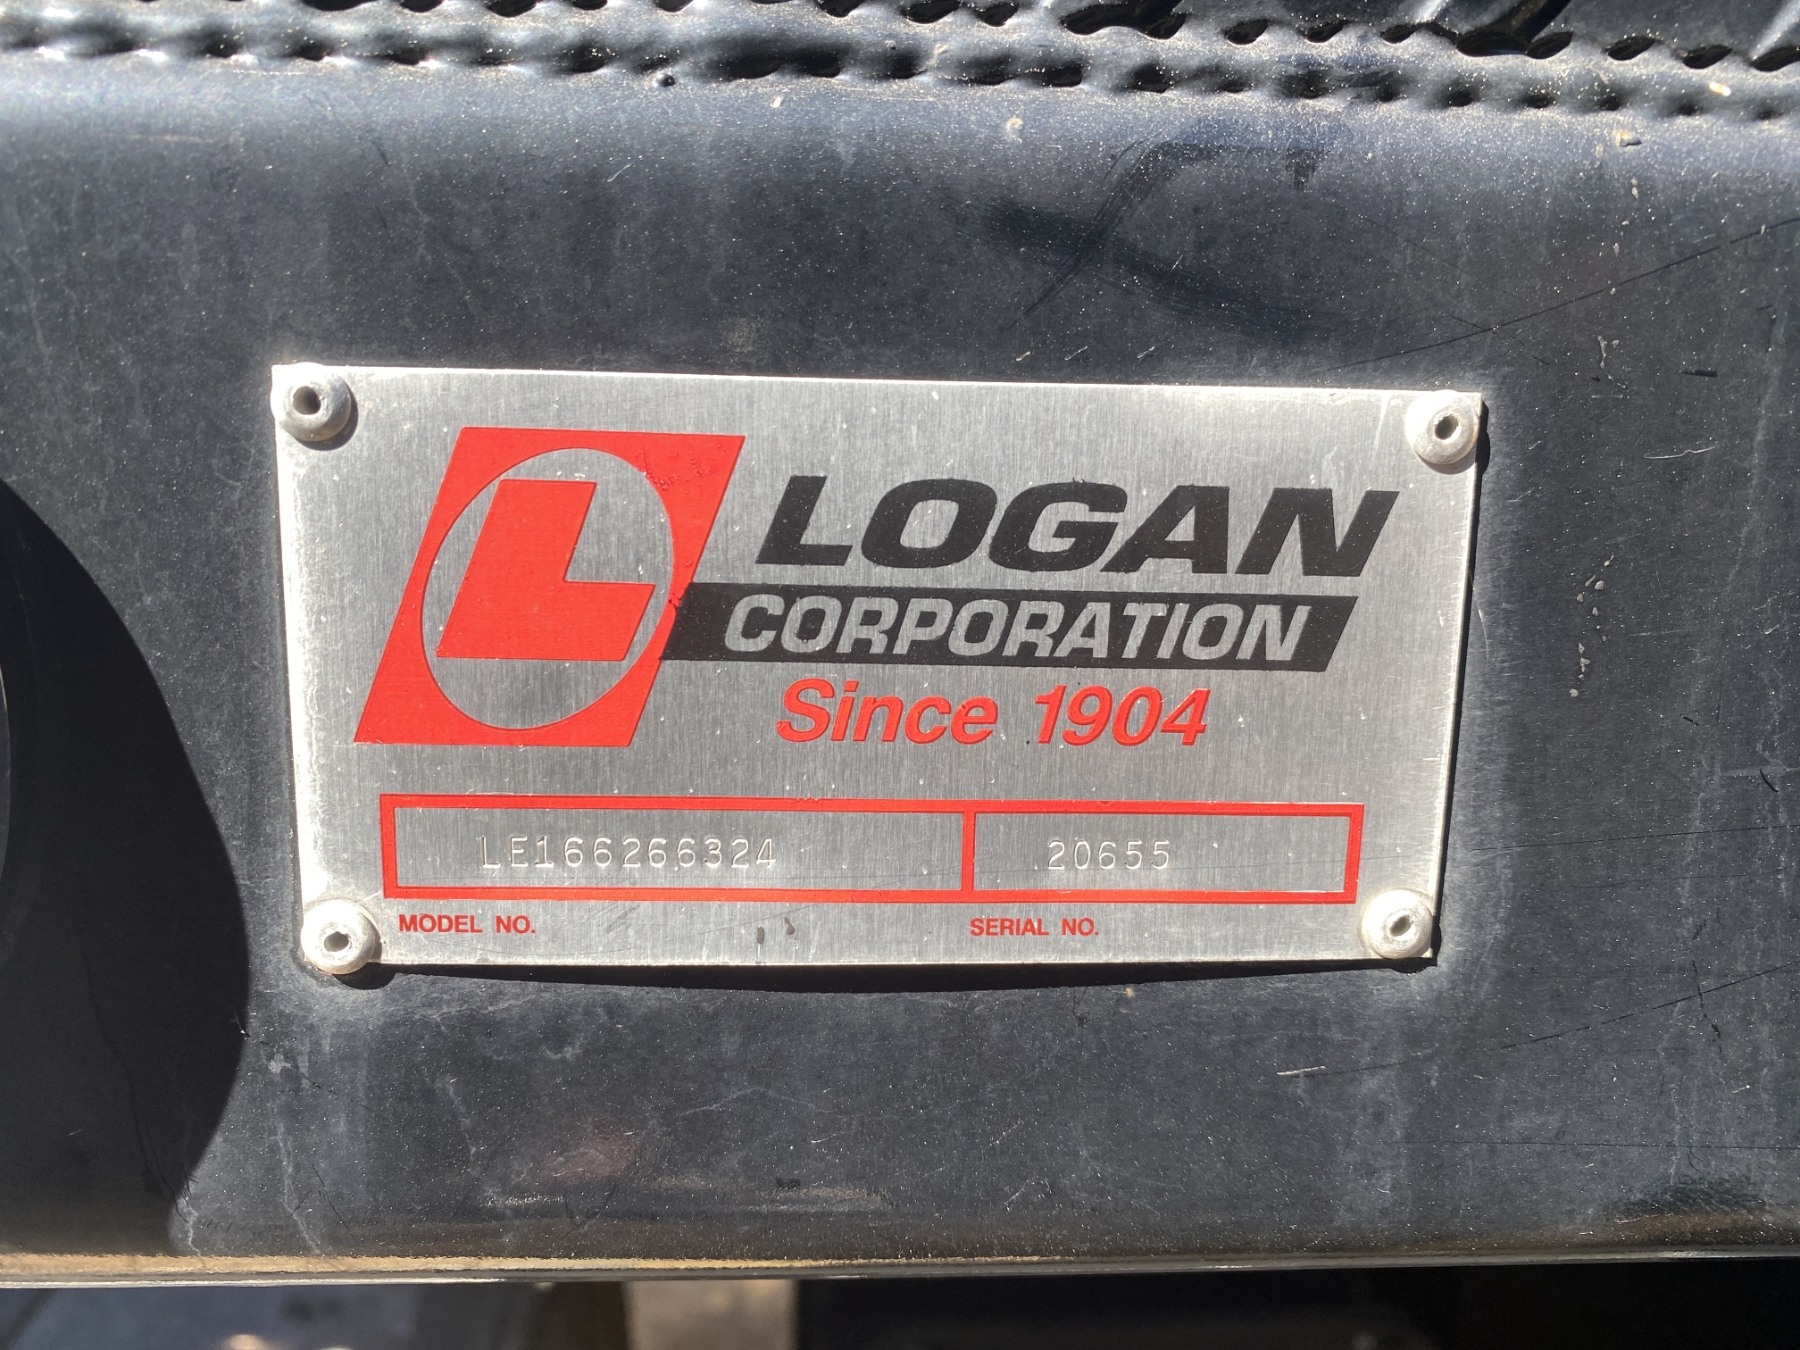 L
LOGAN
CORPORATION
Since 1904
LE166266324 20655
MODEL NO. SERIAL NO.